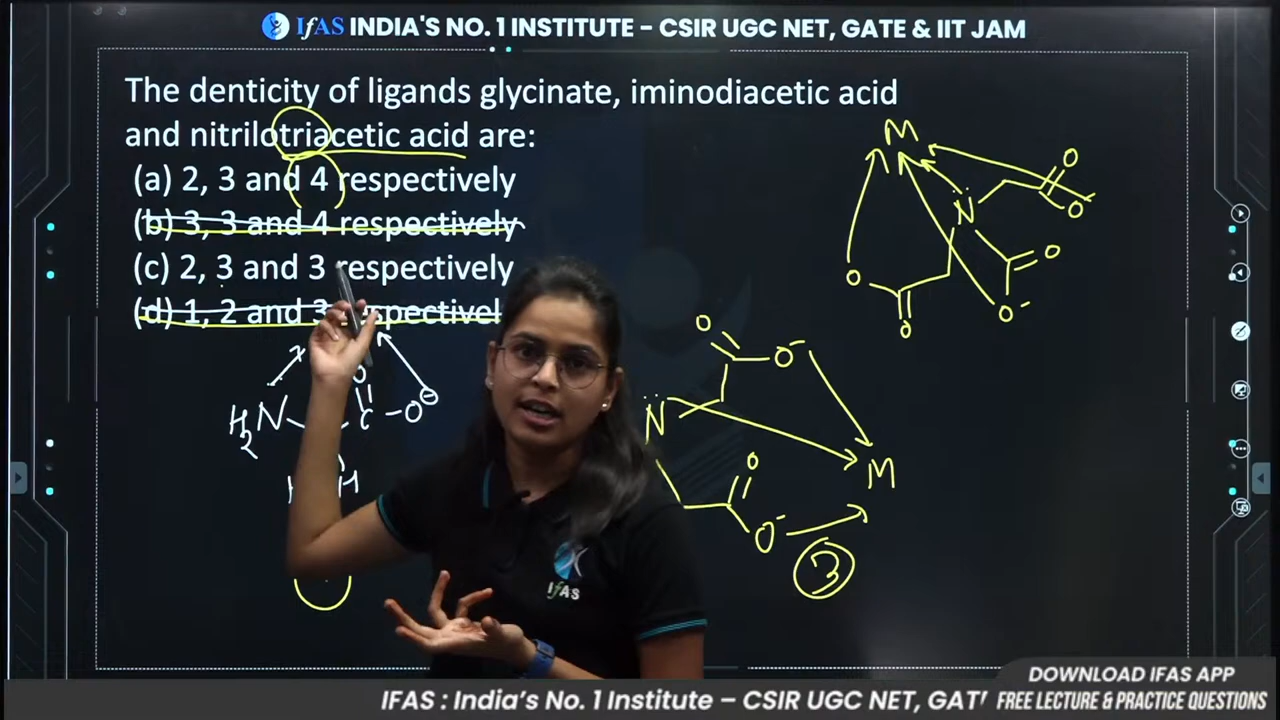 IfAS INDIA'S NO. 1 INSTITUTE – CSIR UGC NET, GATE & IIT JAM
The denticity of ligands glycinate, iminodiacetic acid
and nitrilotriacetic acid are:
(a) 2, 3 and 4 respectively
(b) 3, 3 and 4 respectively
(c) 2, 3 and 3 respectively
(d) 1, 2 and 3
M
O
N̈
O
O
O
O
O⁻
O
O⁻
H₂N
C
–O⊖
N̈
M
O
H
O⁻
3
IfAS
DOWNLOAD IFAS APP
IFAS : India's No. 1 Institute – CSIR UGC NET, GAT
FREE LECTURE & PRACTICE QUESTIONS